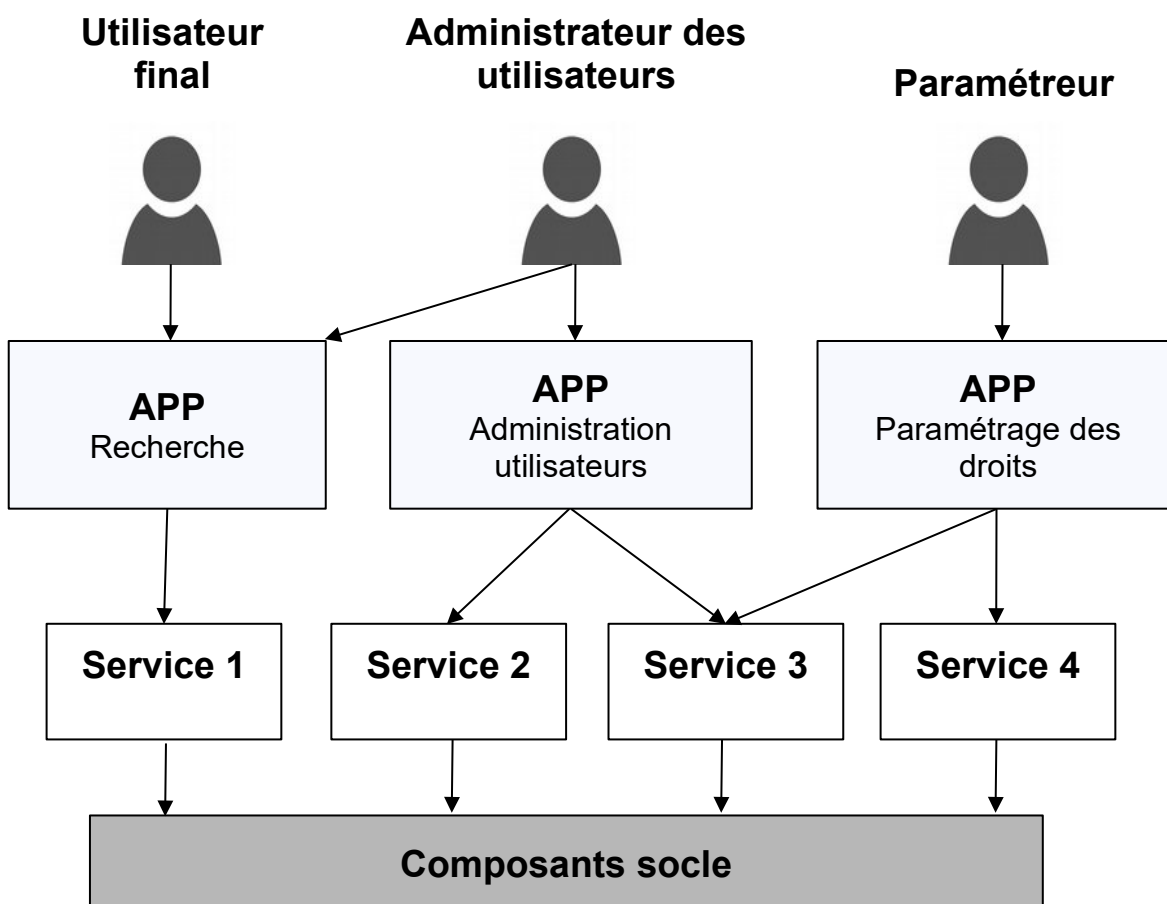 Utilisateur
final
Administrateur des
utilisateurs
Paramétreur
APP
Recherche
APP
Administration
utilisateurs
APP
Paramétrage des
droits
Service 1
Service 2
Service 3
Service 4
Composants socle